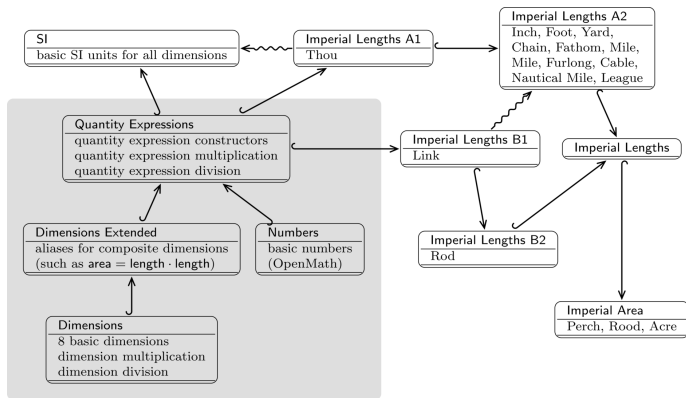 SI
basic SI units for all dimensions
Imperial Lengths A1
Thou
Imperial Lengths A2
Inch, Foot, Yard,
Chain, Fathom, Mile,
Mile, Furlong, Cable,
Nautical Mile, League
Quantity Expressions
quantity expression constructors
quantity expression multiplication
quantity expression division
Imperial Lengths B1
Link
Imperial Lengths
Dimensions Extended
aliases for composite dimensions
(such as area = length · length)
Numbers
basic numbers
(OpenMath)
Imperial Lengths B2
Rod
Imperial Area
Perch, Rood, Acre
Dimensions
8 basic dimensions
dimension multiplication
dimension division